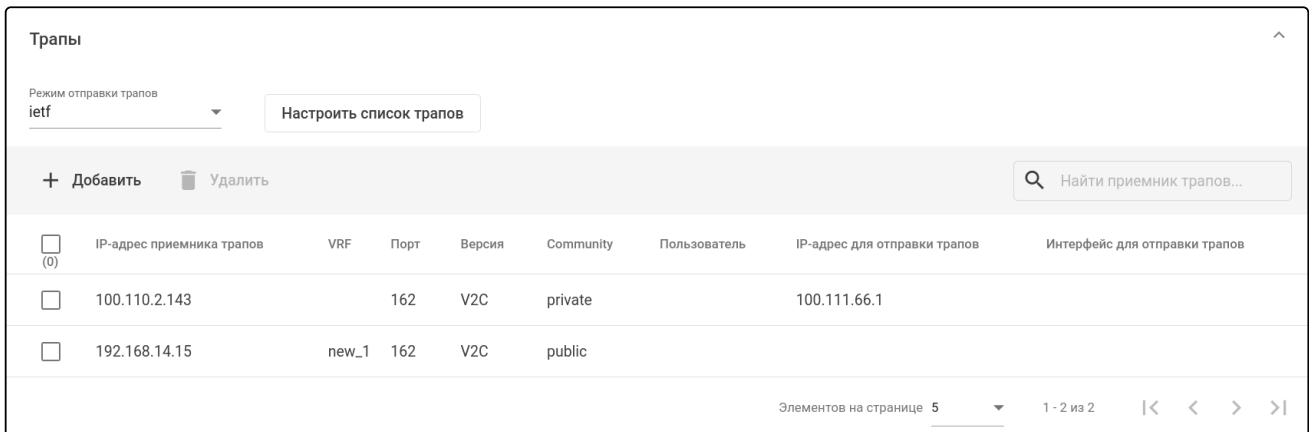 Трапы
Режим отправки трапов
ietf
Настроить список трапов
Добавить Удалить Найти приемник трапов...
(0) IP-адрес приемника трапов VRF Порт Версия Community Пользователь IP-адрес для отправки трапов Интерфейс для отправки трапов
100.110.2.143 162 V2C private 100.111.66.1
192.168.14.15 new_1 162 V2C public
Элементов на странице 5 1 - 2 из 2